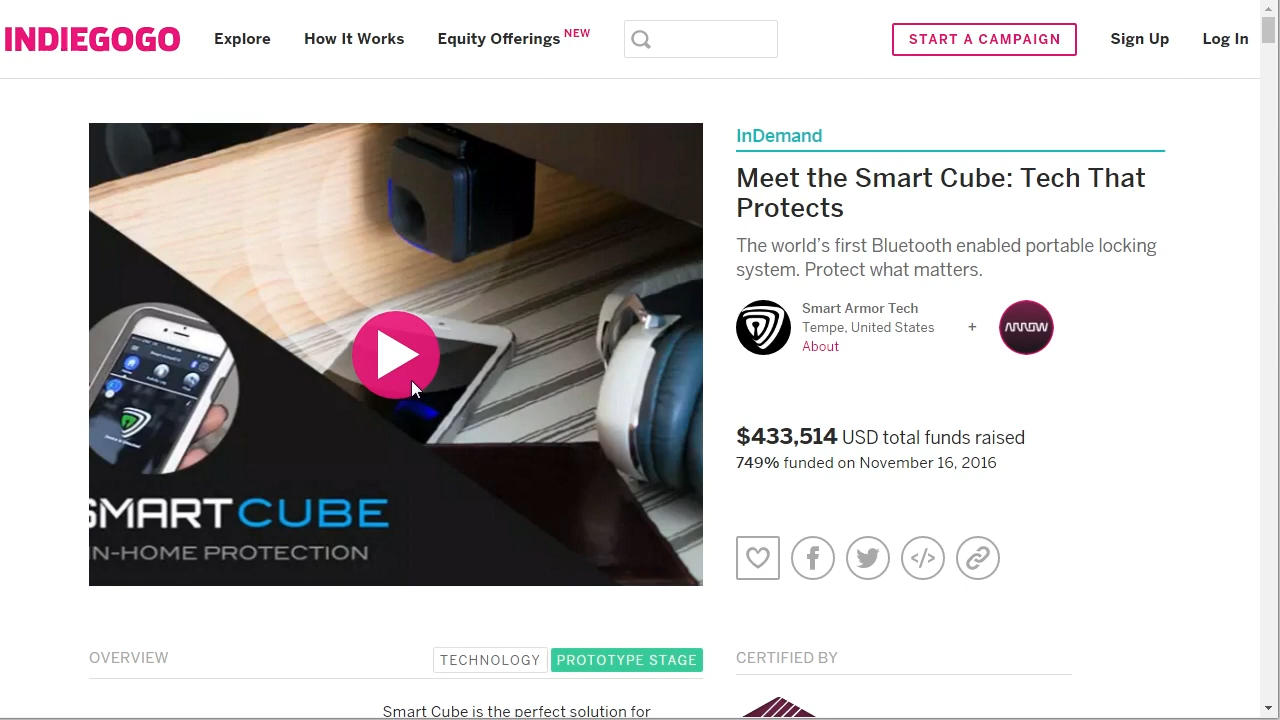 INDIEGOGO
Explore
How It Works
Equity Offerings NEW
START A CAMPAIGN
Sign Up
Log In
InDemand
Meet the Smart Cube: Tech That
Protects
The world's first Bluetooth enabled portable locking
system. Protect what matters.
Smart Armor Tech
Tempe, United States
About
+
ARROW
$433,514 USD total funds raised
749% funded on November 16, 2016
SMARTCUBE
IN-HOME PROTECTION
OVERVIEW
TECHNOLOGY
PROTOTYPE STAGE
CERTIFIED BY
Smart Cube is the perfect solution for